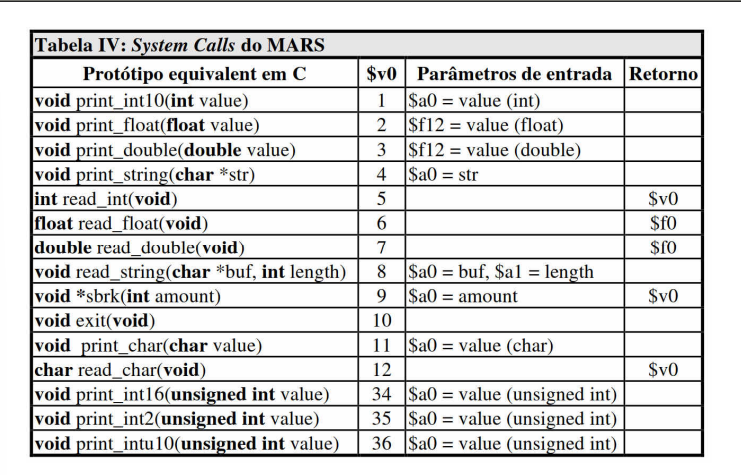 Tabela IV: System Calls do MARS
Protótipo equivalent em C $v0 Parâmetros de entrada Retorno
void print_int10(int value) 1 $a0 = value (int)
void print_float(float value) 2 $f12 = value (float)
void print_double(double value) 3 $f12 = value (double)
void print_string(char *str) 4 $a0 = str
int read_int(void) 5 $v0
float read_float(void) 6 $f0
double read_double(void) 7 $f0
void read_string(char *buf, int length) 8 $a0 = buf, $a1 = length
void *sbrk(int amount) 9 $a0 = amount $v0
void exit(void) 10
void print_char(char value) 11 $a0 = value (char)
char read_char(void) 12 $v0
void print_int16(unsigned int value) 34 $a0 = value (unsigned int)
void print_int2(unsigned int value) 35 $a0 = value (unsigned int)
void print_intu10(unsigned int value) 36 $a0 = value (unsigned int)